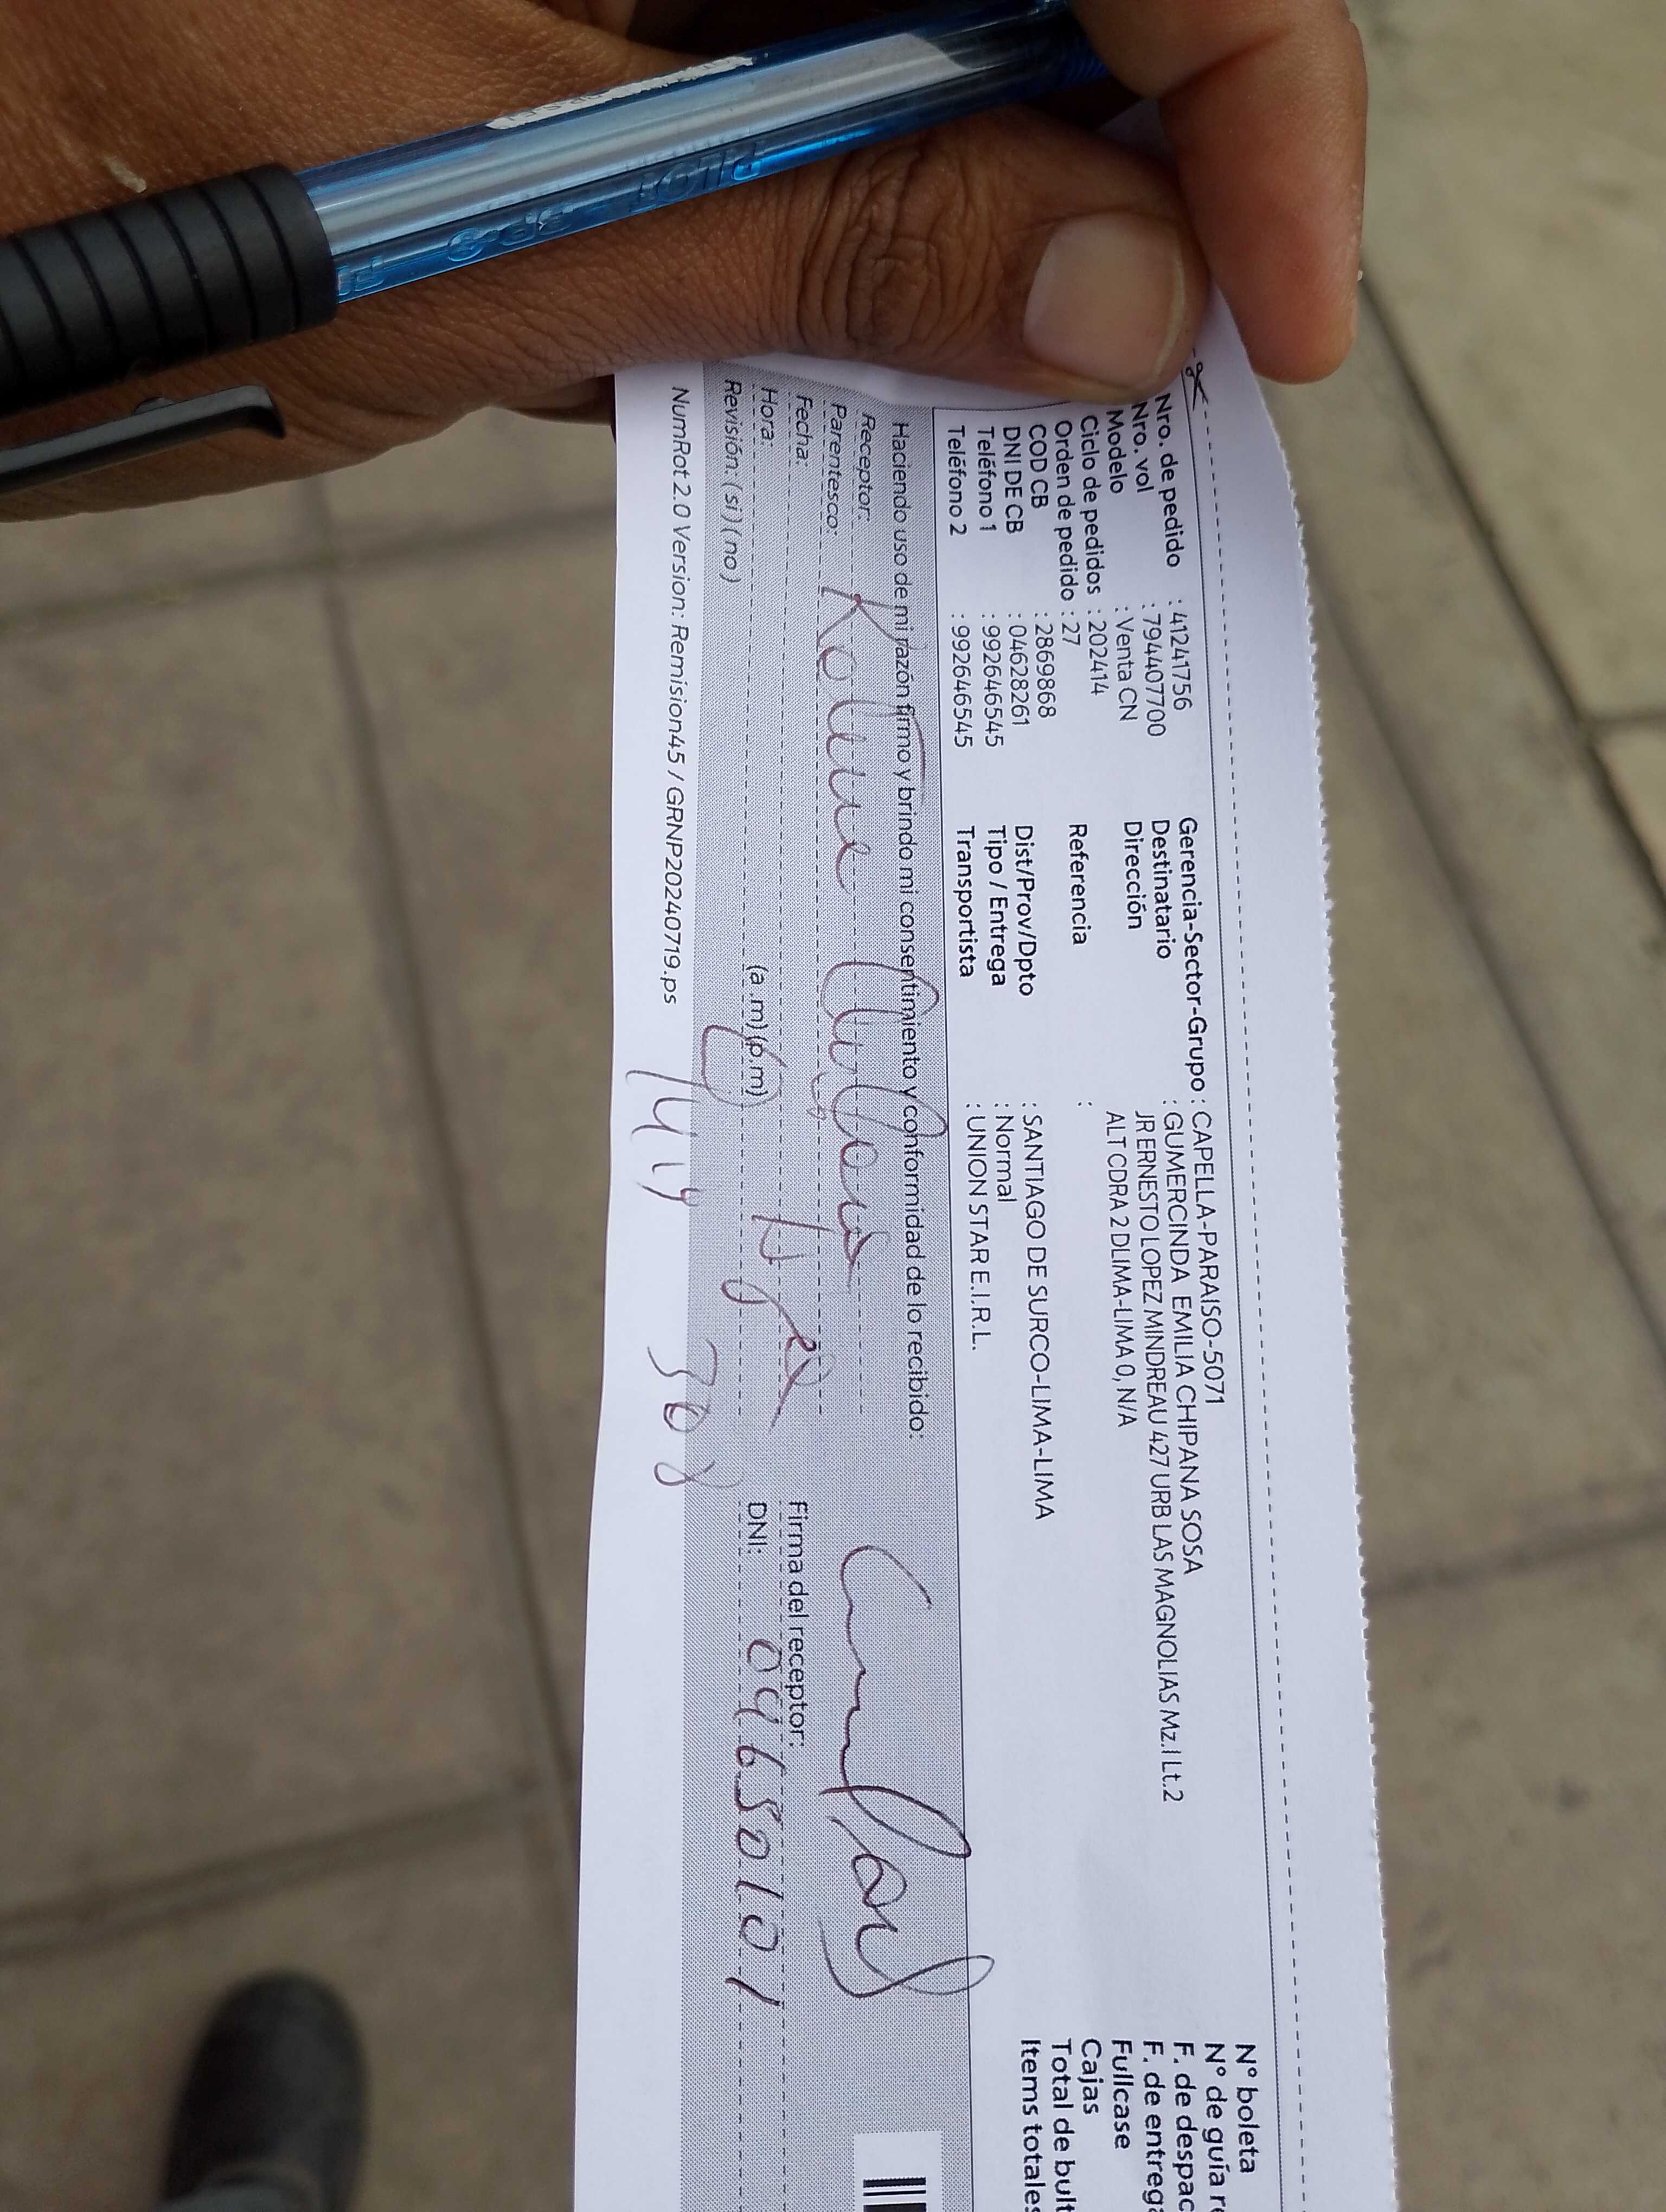 Nro. de pedido : 41241756
Nro. vol : 794407700
Modelo : Venta CN
Ciclo de pedidos : 202414
Orden de pedido : 27
COD CB : 2869868
DNI DE CB : 04628261
Teléfono 1 : 992646545
Teléfono 2 : 992646545
Gerencia-Sector-Grupo : CAPELLA-PARAISO-5071
Destinatario : GUMERCINDA EMILIA CHIPANA SOSA
Dirección JR ERNESTO LOPEZ MINDREAU 427 URB LAS MAGNOLIAS Mz.I Lt.2
ALT CDRA 2 DLIMA-LIMA 0, N/A
Referencia :
Dist/Prov/Dpto : SANTIAGO DE SURCO-LIMA-LIMA
Tipo / Entrega : Normal
Transportista : UNION STAR E.I.R.L.
N° boleta
N° de guía
F. de despac
F. de entrega
Fullcase
Cajas
Total de bult
Items totales
Haciendo uso de mi razón firmo y brindo mi consentimiento y conformidad de lo recibido:
Receptor:
Parentesco:
Fecha:
Hora: (a.m) (p.m)
Revisión: ( si ) ( no )
Firma del receptor:
DNI:
NumRot 2.0 Version: Remision45 / GRNP20240719.ps